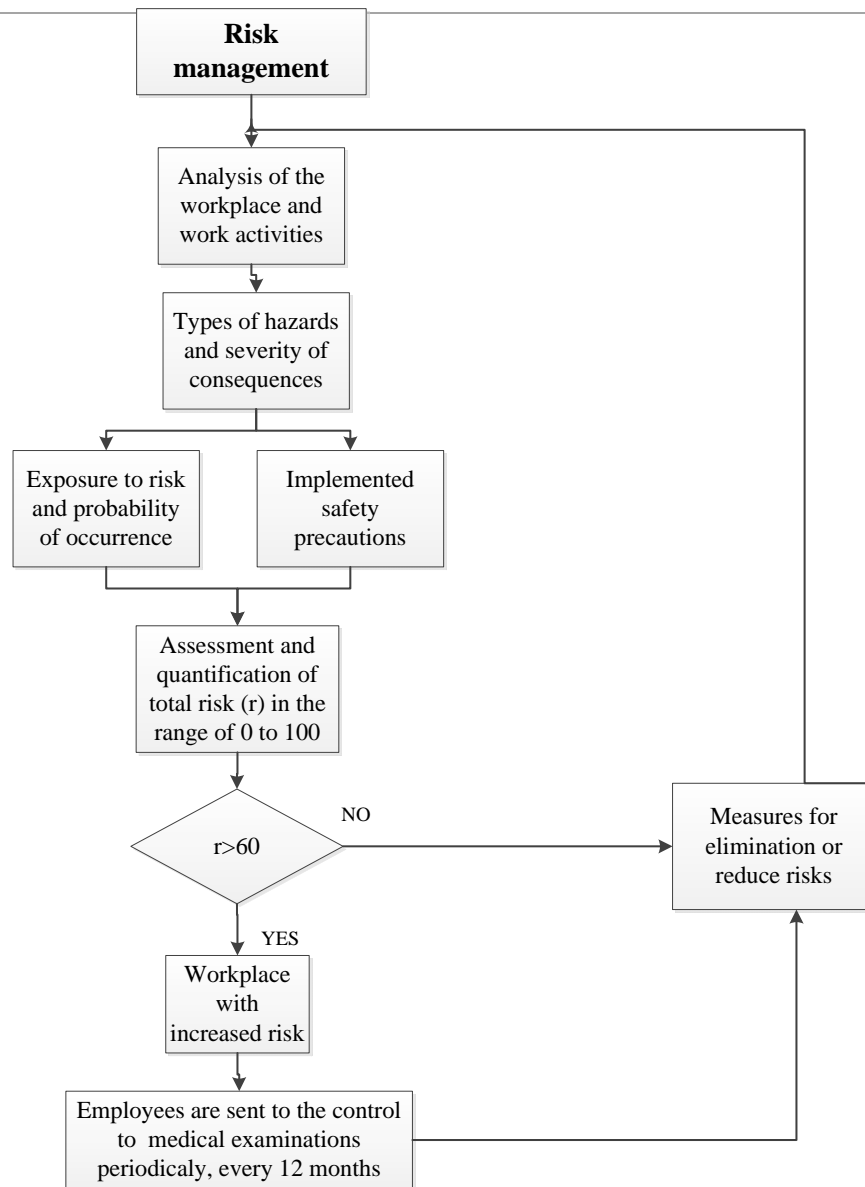 Risk
management
Analysis of the
workplace and
work activities
Types of hazards
and severity of
consequences
Exposure to risk
and probability
of occurrence
Implemented
safety
precautions
Assessment and
quantification of
total risk (r) in the
range of 0 to 100
r>60
NO
Measures for
elimination or
reduce risks
YES
Workplace
with
increased risk
Employees are sent to the control
to medical examinations
periodicaly, every 12 months